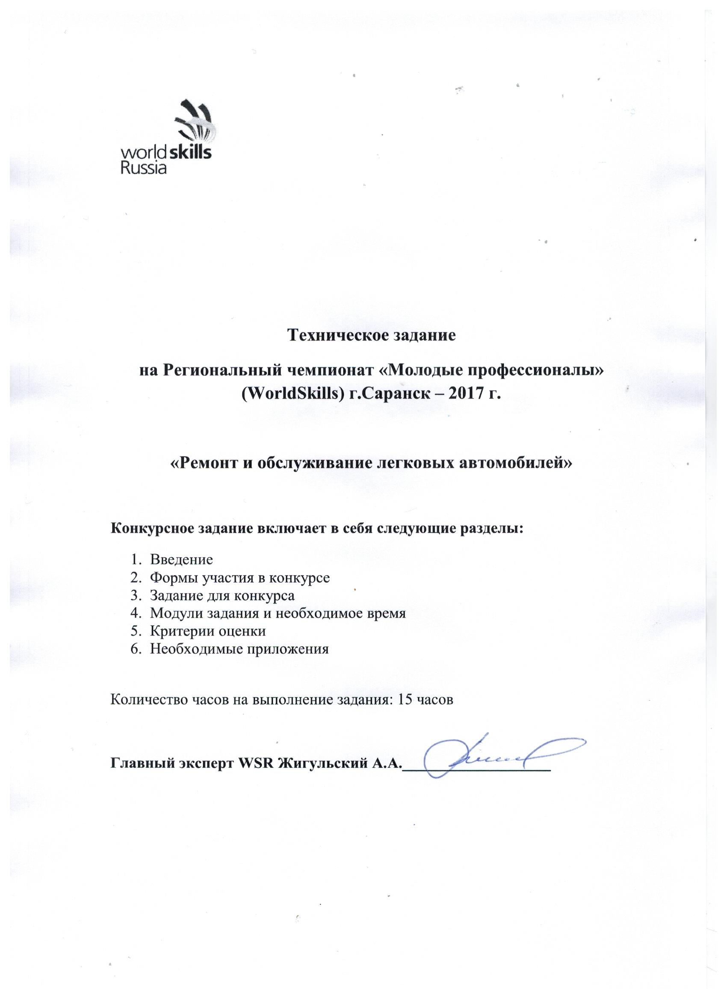 world skills
Russia
Техническое задание
на Региональный чемпионат «Молодые профессионалы»
(WorldSkills) г.Саранск – 2017 г.
«Ремонт и обслуживание легковых автомобилей»
Конкурсное задание включает в себя следующие разделы:
1. Введение
2. Формы участия в конкурсе
3. Задание для конкурса
4. Модули задания и необходимое время
5. Критерии оценки
6. Необходимые приложения
Количество часов на выполнение задания: 15 часов
Главный эксперт WSR Жигульский А.А.